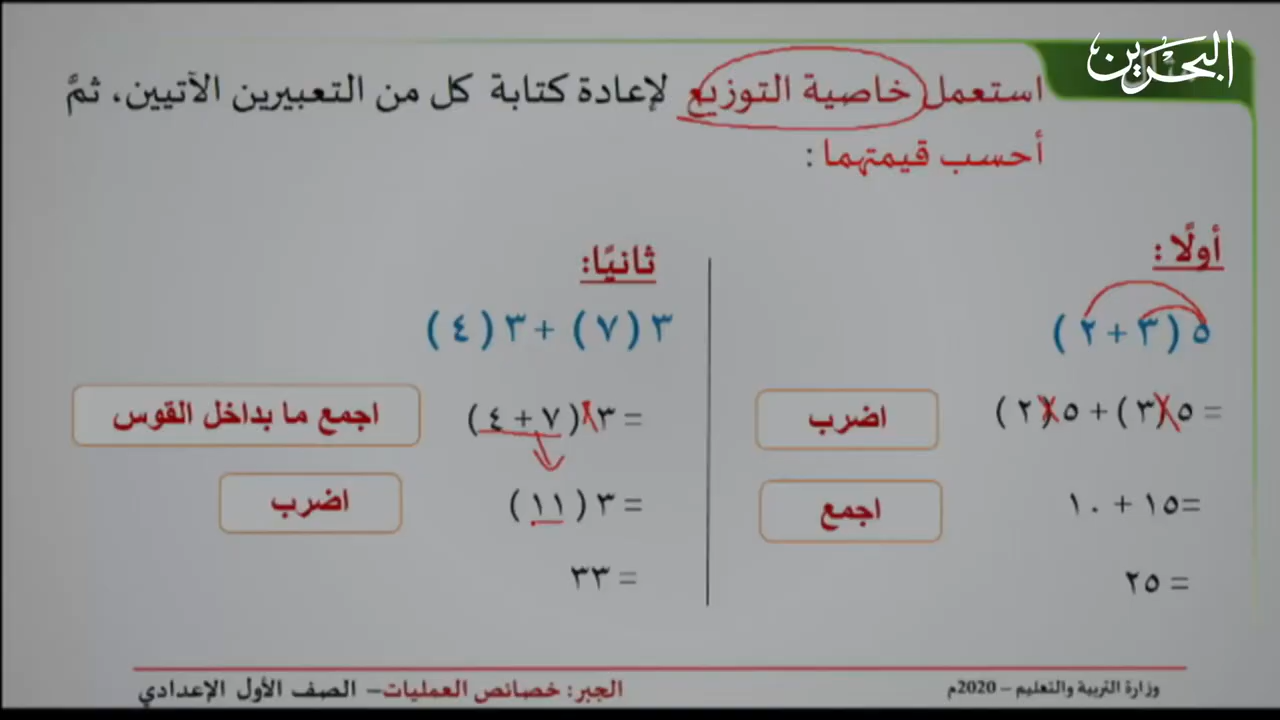 البحرين
استعمل خاصية التوزيع لإعادة كتابة كل من التعبيرين الآتيين، ثمَّ
أحسب قيمتهما :
أولًا :
٥ ( ٣ + ٢ )
= ٥ ( ٣ ) + ٥ ( ٢ )
اضرب
= ١٥ + ١٠
اجمع
= ٢٥
ثانيًا:
٣ ( ٧ ) + ٣ ( ٤ )
= ٣ ( ٧ + ٤ )
اجمع ما بداخل القوس
= ٣ ( ١١ )
اضرب
= ٣٣
وزارة التربية والتعليم – 2020م
الجبر: خصائص العمليات– الصف الأول الإعدادي